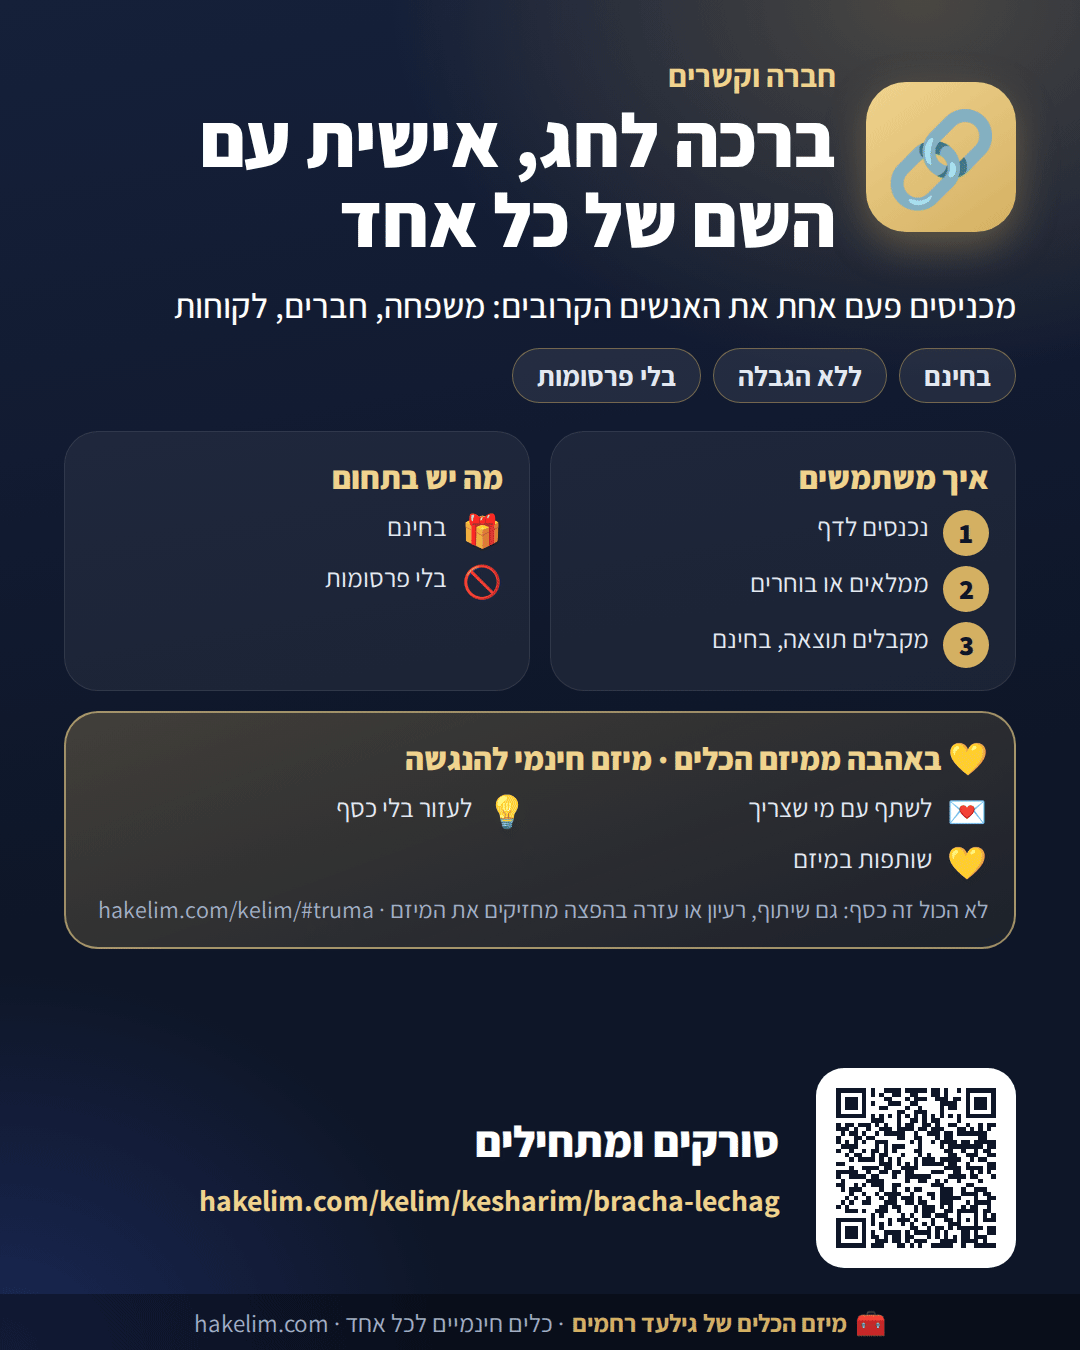 חברה וקשרים
ברכה לחג, אישית עם
השם של כל אחד
מכניסים פעם אחת את האנשים הקרובים: משפחה, חברים, לקוחות
בחינם
ללא הגבלה
בלי פרסומות
איך משתמשים
1 נכנסים לדף
2 ממלאים או בוחרים
3 מקבלים תוצאה, בחינם
מה יש בתחום
בחינם
בלי פרסומות
באהבה ממיזם הכלים · מיזם חינמי להנגשה
לשתף עם מי שצריך
לעזור בלי כסף
שותפות במיזם
לא הכול זה כסף: גם שיתוף, רעיון או עזרה בהפצה מחזיקים את המיזם · hakelim.com/kelim/#truma
סורקים ומתחילים
hakelim.com/kelim/kesharim/bracha-lechag
מיזם הכלים של גילעד רחמים · כלים חינמיים לכל אחד · hakelim.com